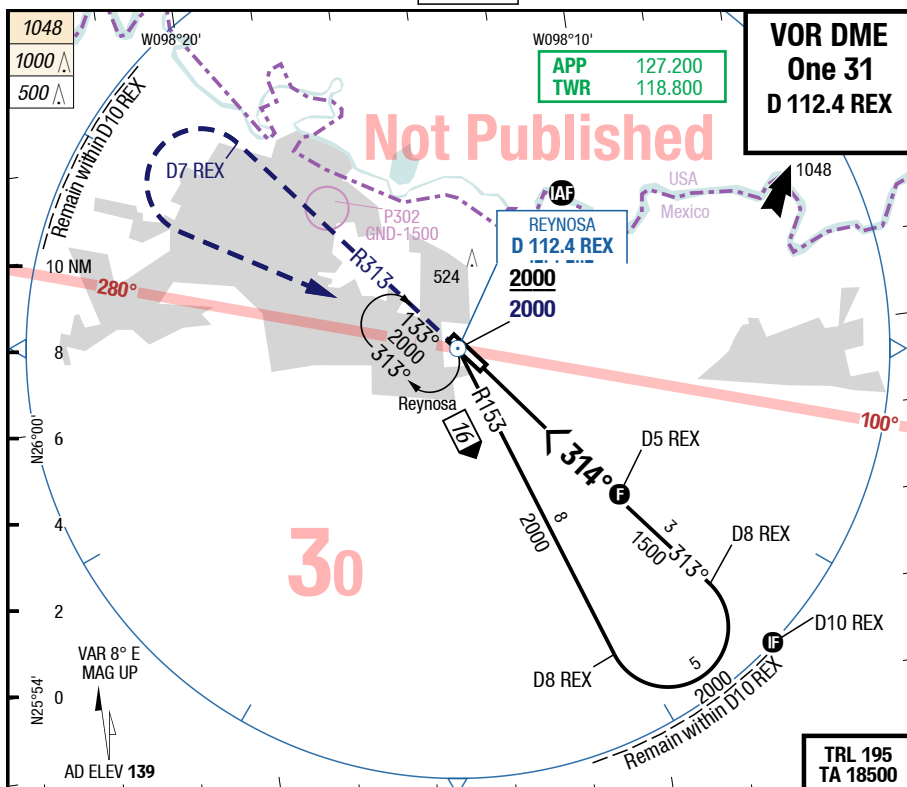 1048
1000
500
W098°20'
W098°10'
APP 127.200
TWR 118.800
VOR DME
One 31
D 112.4 REX
Not Published
Remain within D10 REX
D7 REX
1048
USA
Mexico
IAF
P302
GND-1500
REYNOSA
D 112.4 REX
2000
2000
R313
524
10 NM
280°
133°
2000
313°
8
Reynosa
R153
16
100°
N26°00'
6
314°
D5 REX
F
4
8
2000
3
1500
313°
D8 REX
30
2
D10 REX
IF
VAR 8° E
MAG UP
D8 REX
5
2000
Remain within D10 REX
N25°54'
0
AD ELEV 139
TRL 195
TA 18500